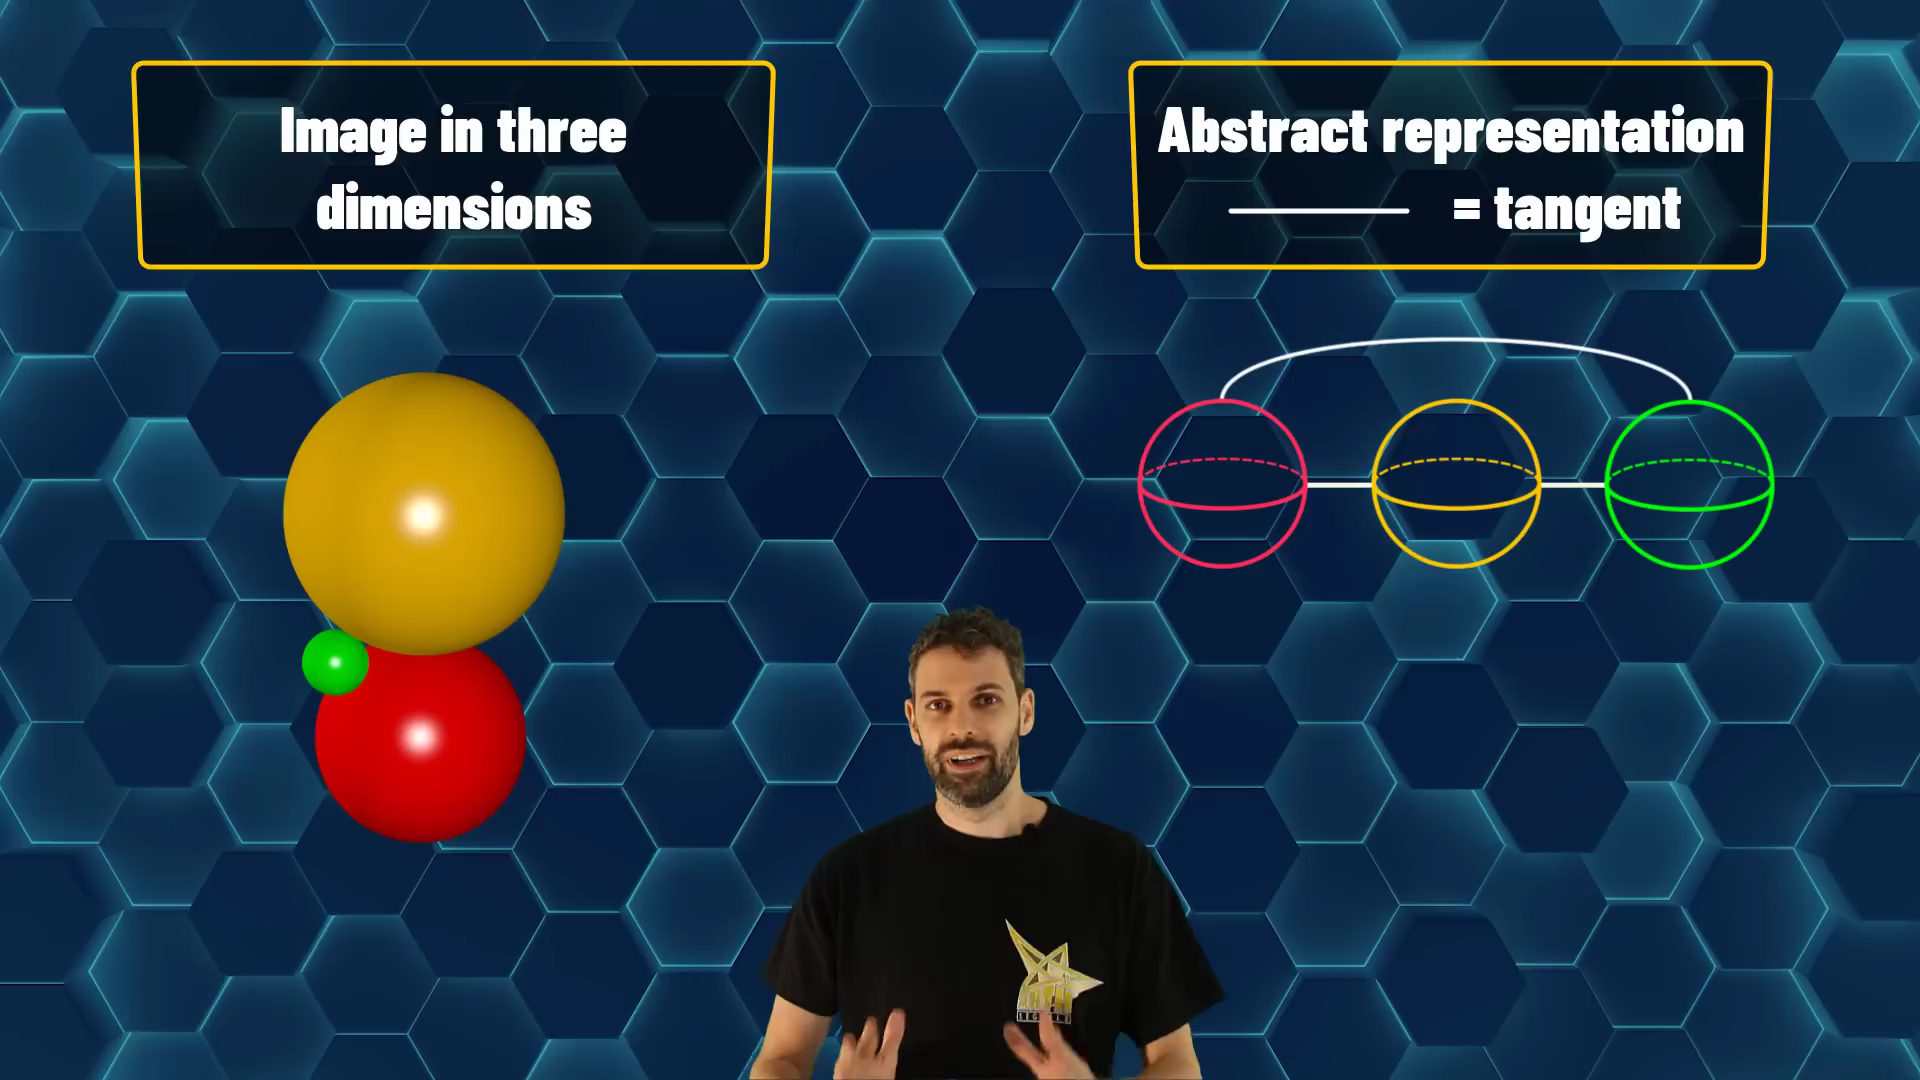 Image in three
dimensions
Abstract representation
= tangent